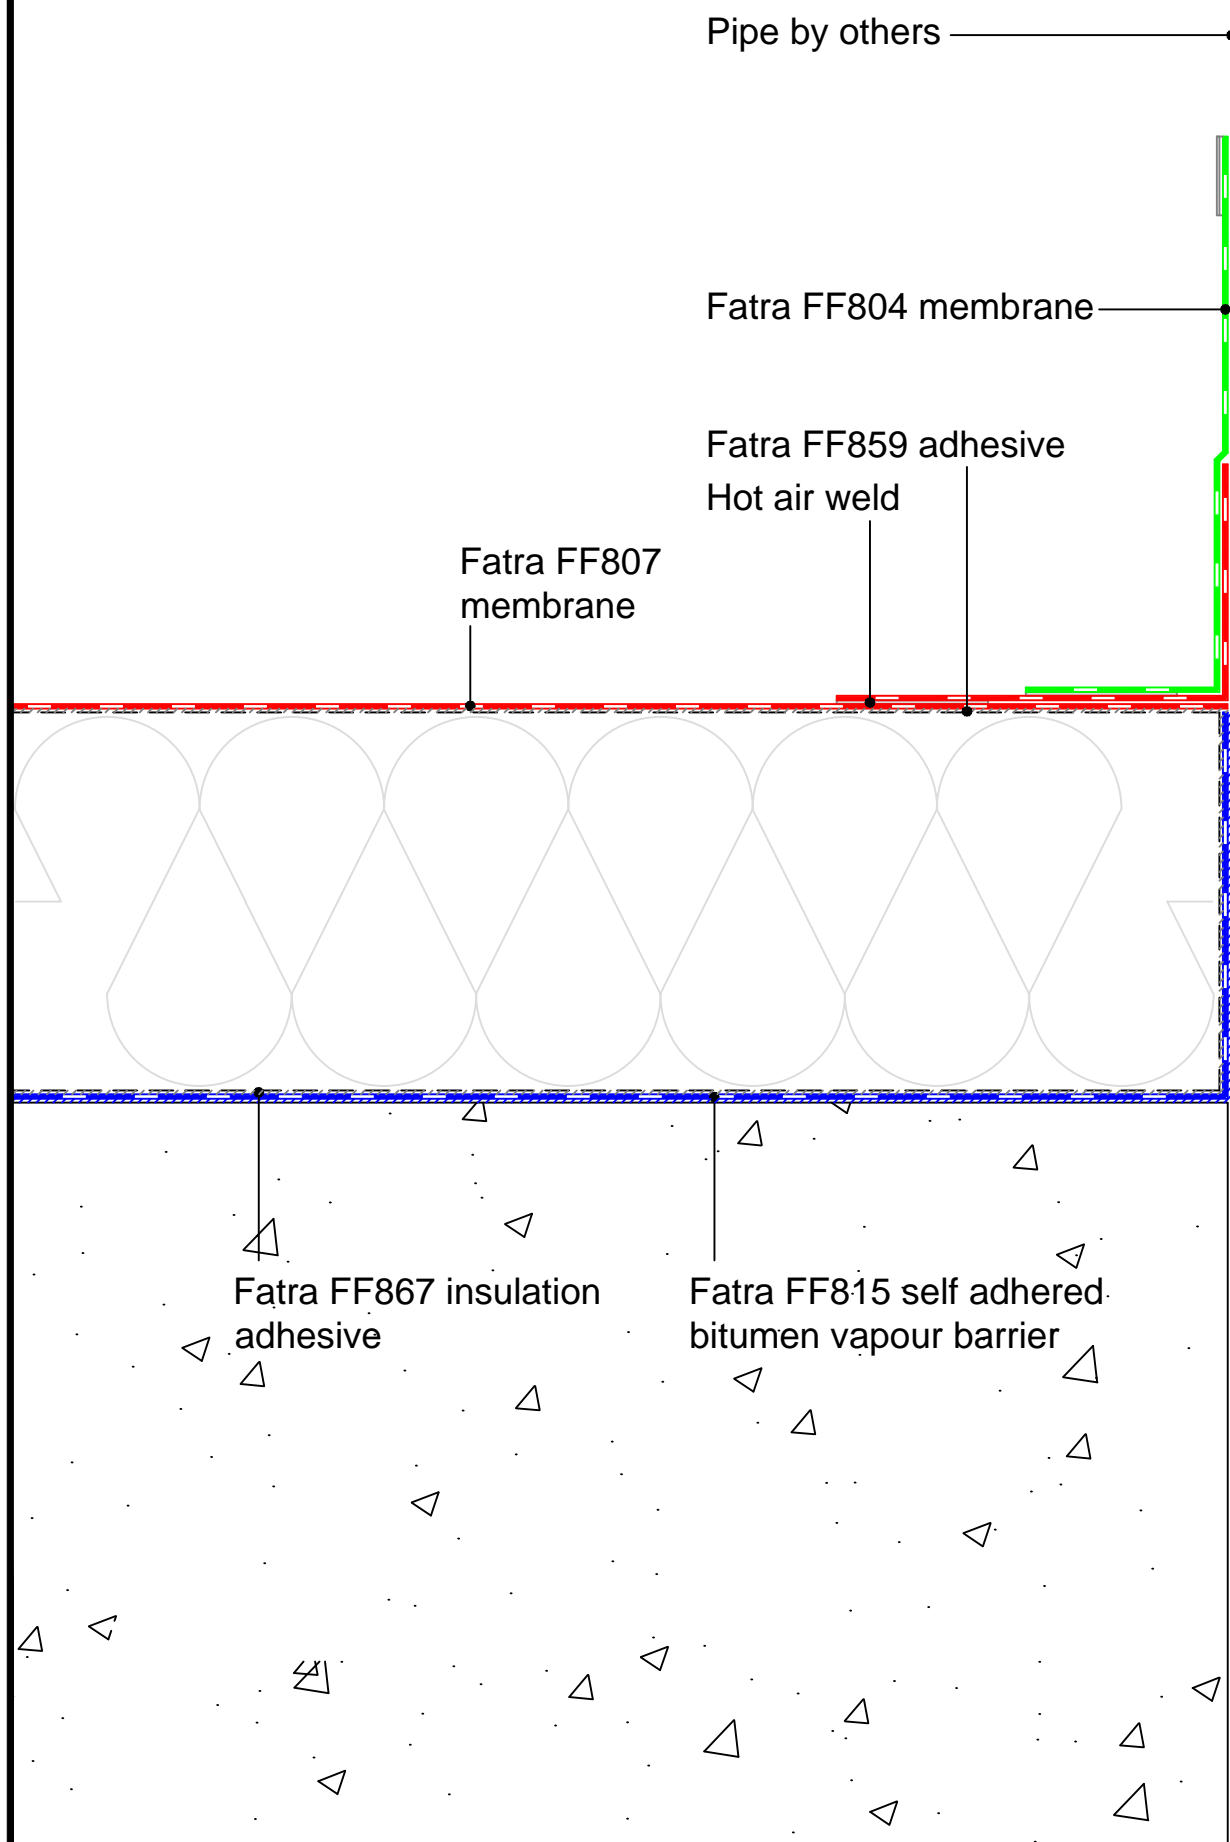 Pipe by others
Fatra FF804 membrane
Fatra FF859 adhesive
Hot air weld
Fatra FF807
membrane
Fatra FF867 insulation
adhesive
Fatra FF815 self adhered
bitumen vapour barrier